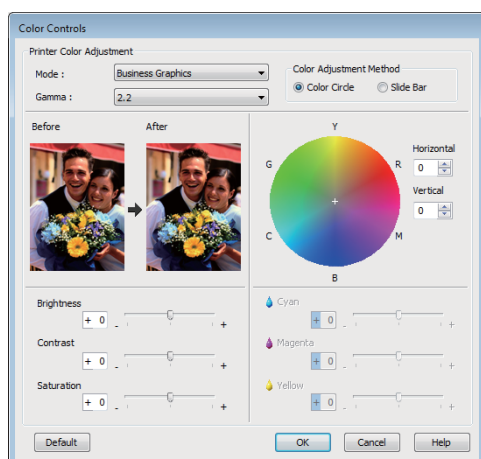 Color Controls
Printer Color Adjustment
Mode :
Business Graphics
Gamma :
2.2
Color Adjustment Method
Color Circle
Slide Bar
Before
After
Y
G
R
C
M
B
Horizontal
0
Vertical
0
Brightness
+ 0
- +
Contrast
+ 0
- +
Saturation
+ 0
- +
Cyan
+ 0
- +
Magenta
+ 0
- +
Yellow
+ 0
- +
Default
OK
Cancel
Help